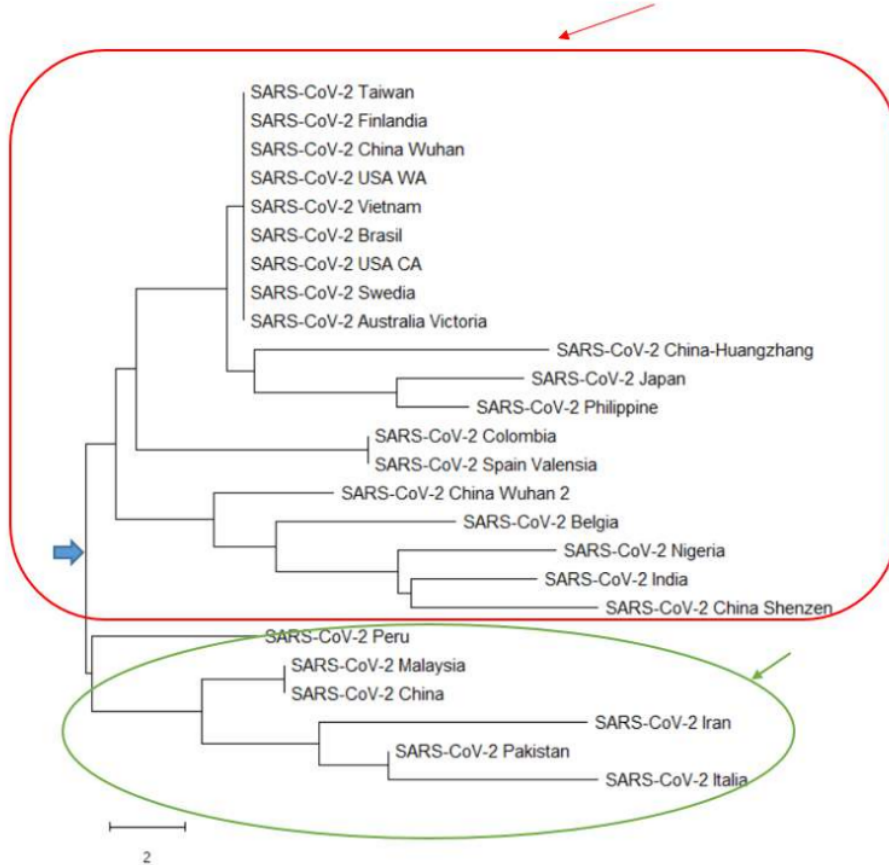 SARS-CoV-2 Taiwan
SARS-CoV-2 Finlandia
SARS-CoV-2 China Wuhan
SARS-CoV-2 USA WA
SARS-CoV-2 Vietnam
SARS-CoV-2 Brasil
SARS-CoV-2 USA CA
SARS-CoV-2 Swedia
SARS-CoV-2 Australia Victoria
SARS-CoV-2 China-Huangzhang
SARS-CoV-2 Japan
SARS-CoV-2 Philippine
SARS-CoV-2 Colombia
SARS-CoV-2 Spain Valensia
SARS-CoV-2 China Wuhan 2
SARS-CoV-2 Belgia
SARS-CoV-2 Nigeria
SARS-CoV-2 India
SARS-CoV-2 China Shenzen
SARS-CoV-2 Peru
SARS-CoV-2 Malaysia
SARS-CoV-2 China
SARS-CoV-2 Iran
SARS-CoV-2 Pakistan
SARS-CoV-2 Italia
2